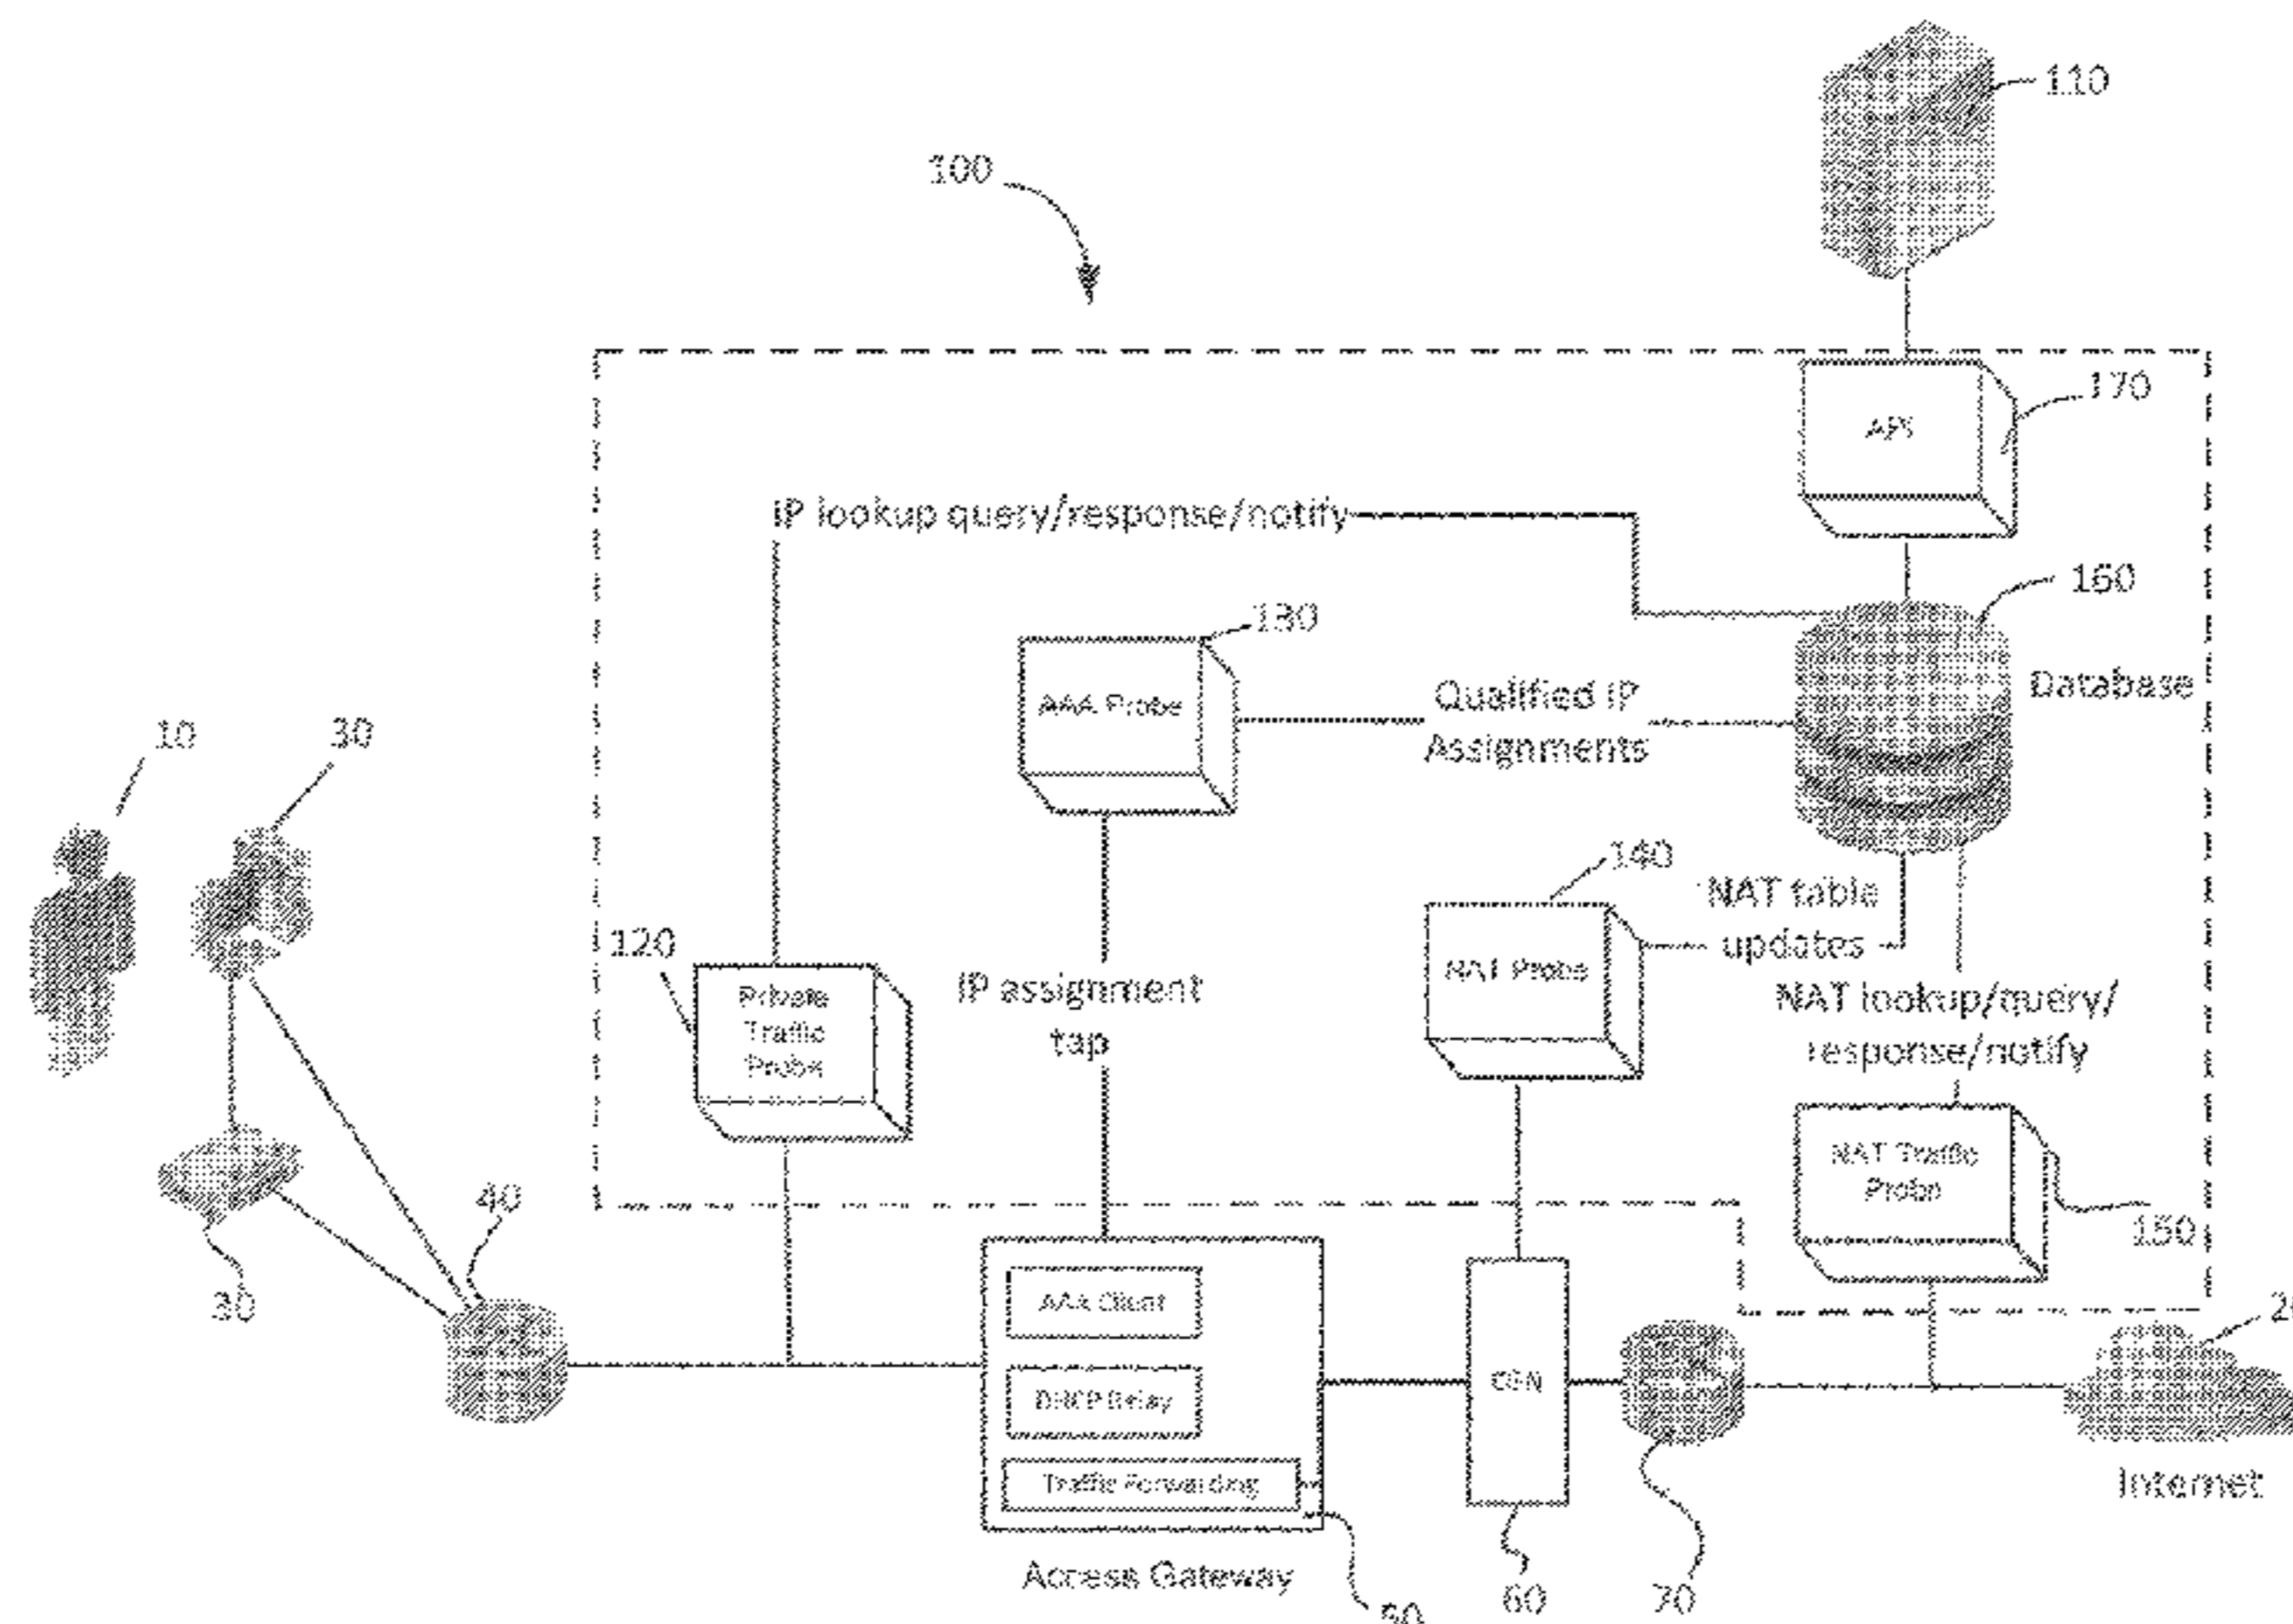 110
100
170
API
IP lookup query/response/notify
160
130
AAA Probe
Qualified IP
Assignments
Database
10
30
140
NAT table
updates
120
Private
Traffic
Probe
IP assignment
tap
NAT Probe
NAT lookup/query/
response/notify
NAT Traffic
Probe
150
40
30
AAA Client
DHCP Relay
Traffic Forwarding
CGN
Internet
Access Gateway
60
70